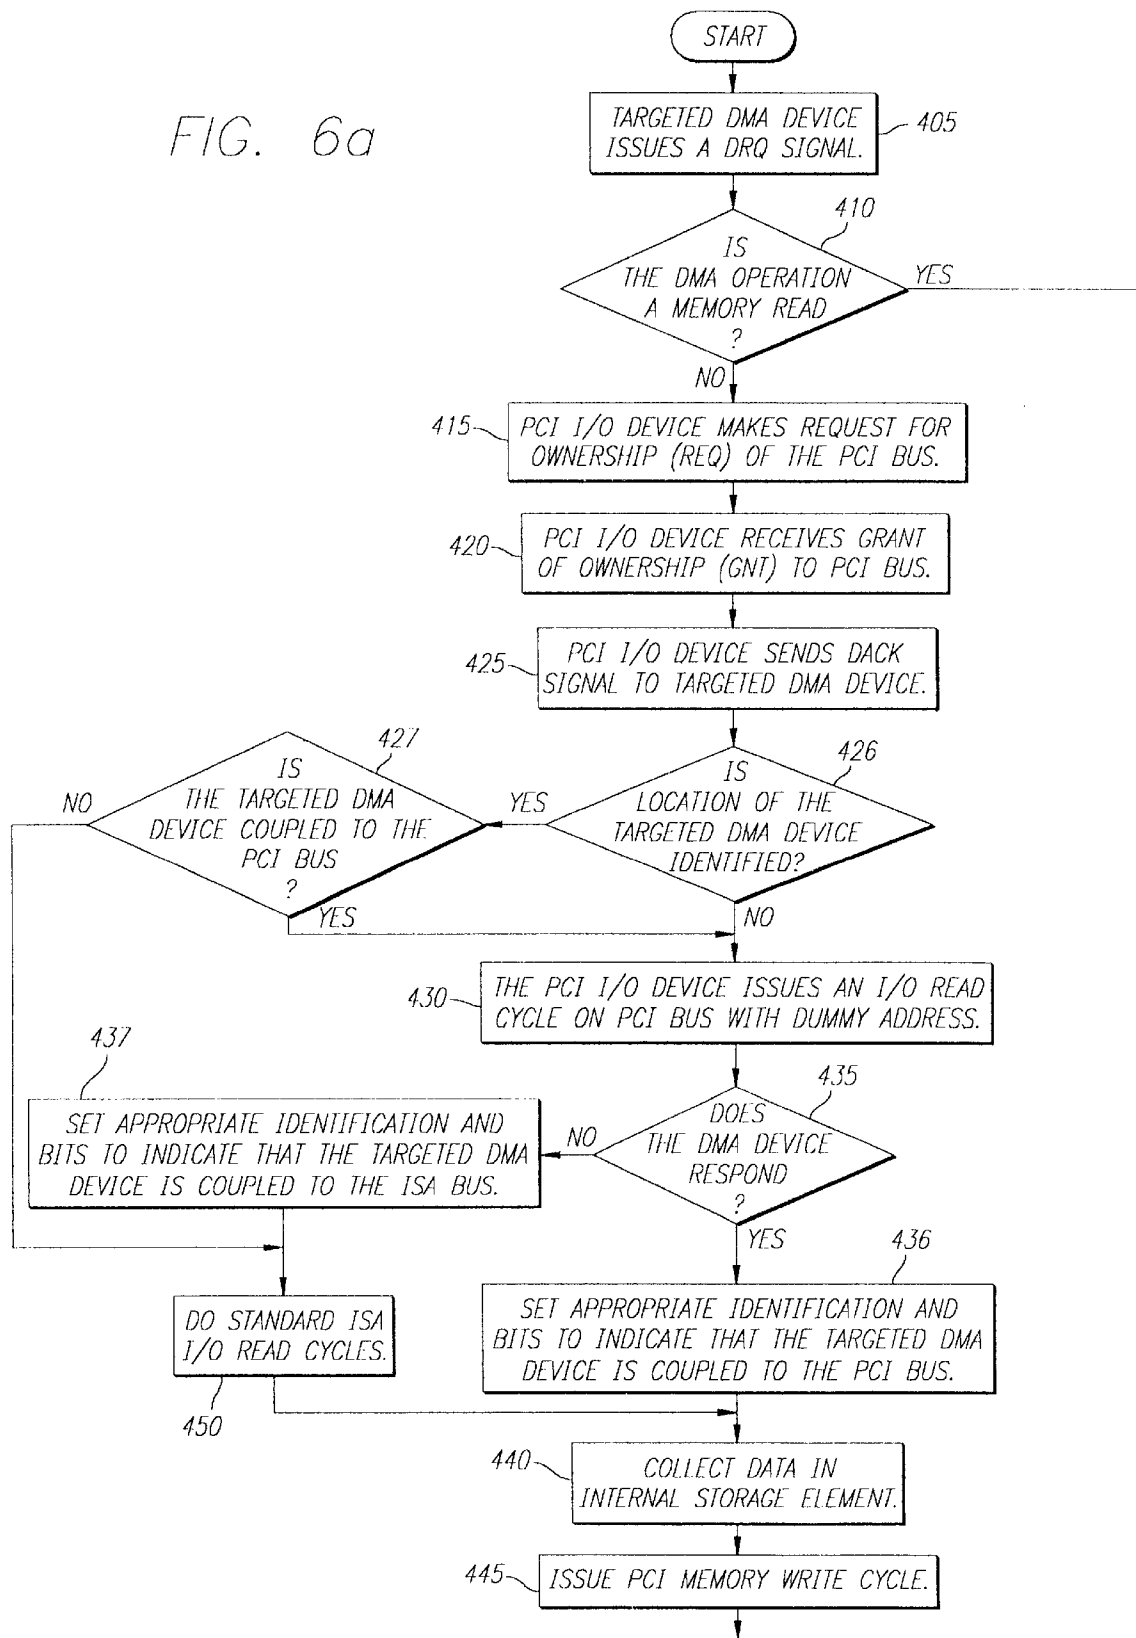 FIG. 6a
START
TARGETED DMA DEVICE
ISSUES A DRQ SIGNAL.
405
410
IS
THE DMA OPERATION
A MEMORY READ
?
YES
NO
415
PCI I/O DEVICE MAKES REQUEST FOR
OWNERSHIP (REQ) OF THE PCI BUS.
420
PCI I/O DEVICE RECEIVES GRANT
OF OWNERSHIP (GNT) TO PCI BUS.
425
PCI I/O DEVICE SENDS DACK
SIGNAL TO TARGETED DMA DEVICE.
427
IS
THE TARGETED DMA
DEVICE COUPLED TO THE
PCI BUS
?
NO
YES
426
IS
LOCATION OF THE
TARGETED DMA DEVICE
IDENTIFIED?
YES
NO
430
THE PCI I/O DEVICE ISSUES AN I/O READ
CYCLE ON PCI BUS WITH DUMMY ADDRESS.
435
DOES
THE DMA DEVICE
RESPOND
?
NO
YES
437
SET APPROPRIATE IDENTIFICATION AND
BITS TO INDICATE THAT THE TARGETED DMA
DEVICE IS COUPLED TO THE ISA BUS.
436
SET APPROPRIATE IDENTIFICATION AND
BITS TO INDICATE THAT THE TARGETED DMA
DEVICE IS COUPLED TO THE PCI BUS.
DO STANDARD ISA
I/O READ CYCLES.
450
440
COLLECT DATA IN
INTERNAL STORAGE ELEMENT.
445
ISSUE PCI MEMORY WRITE CYCLE.